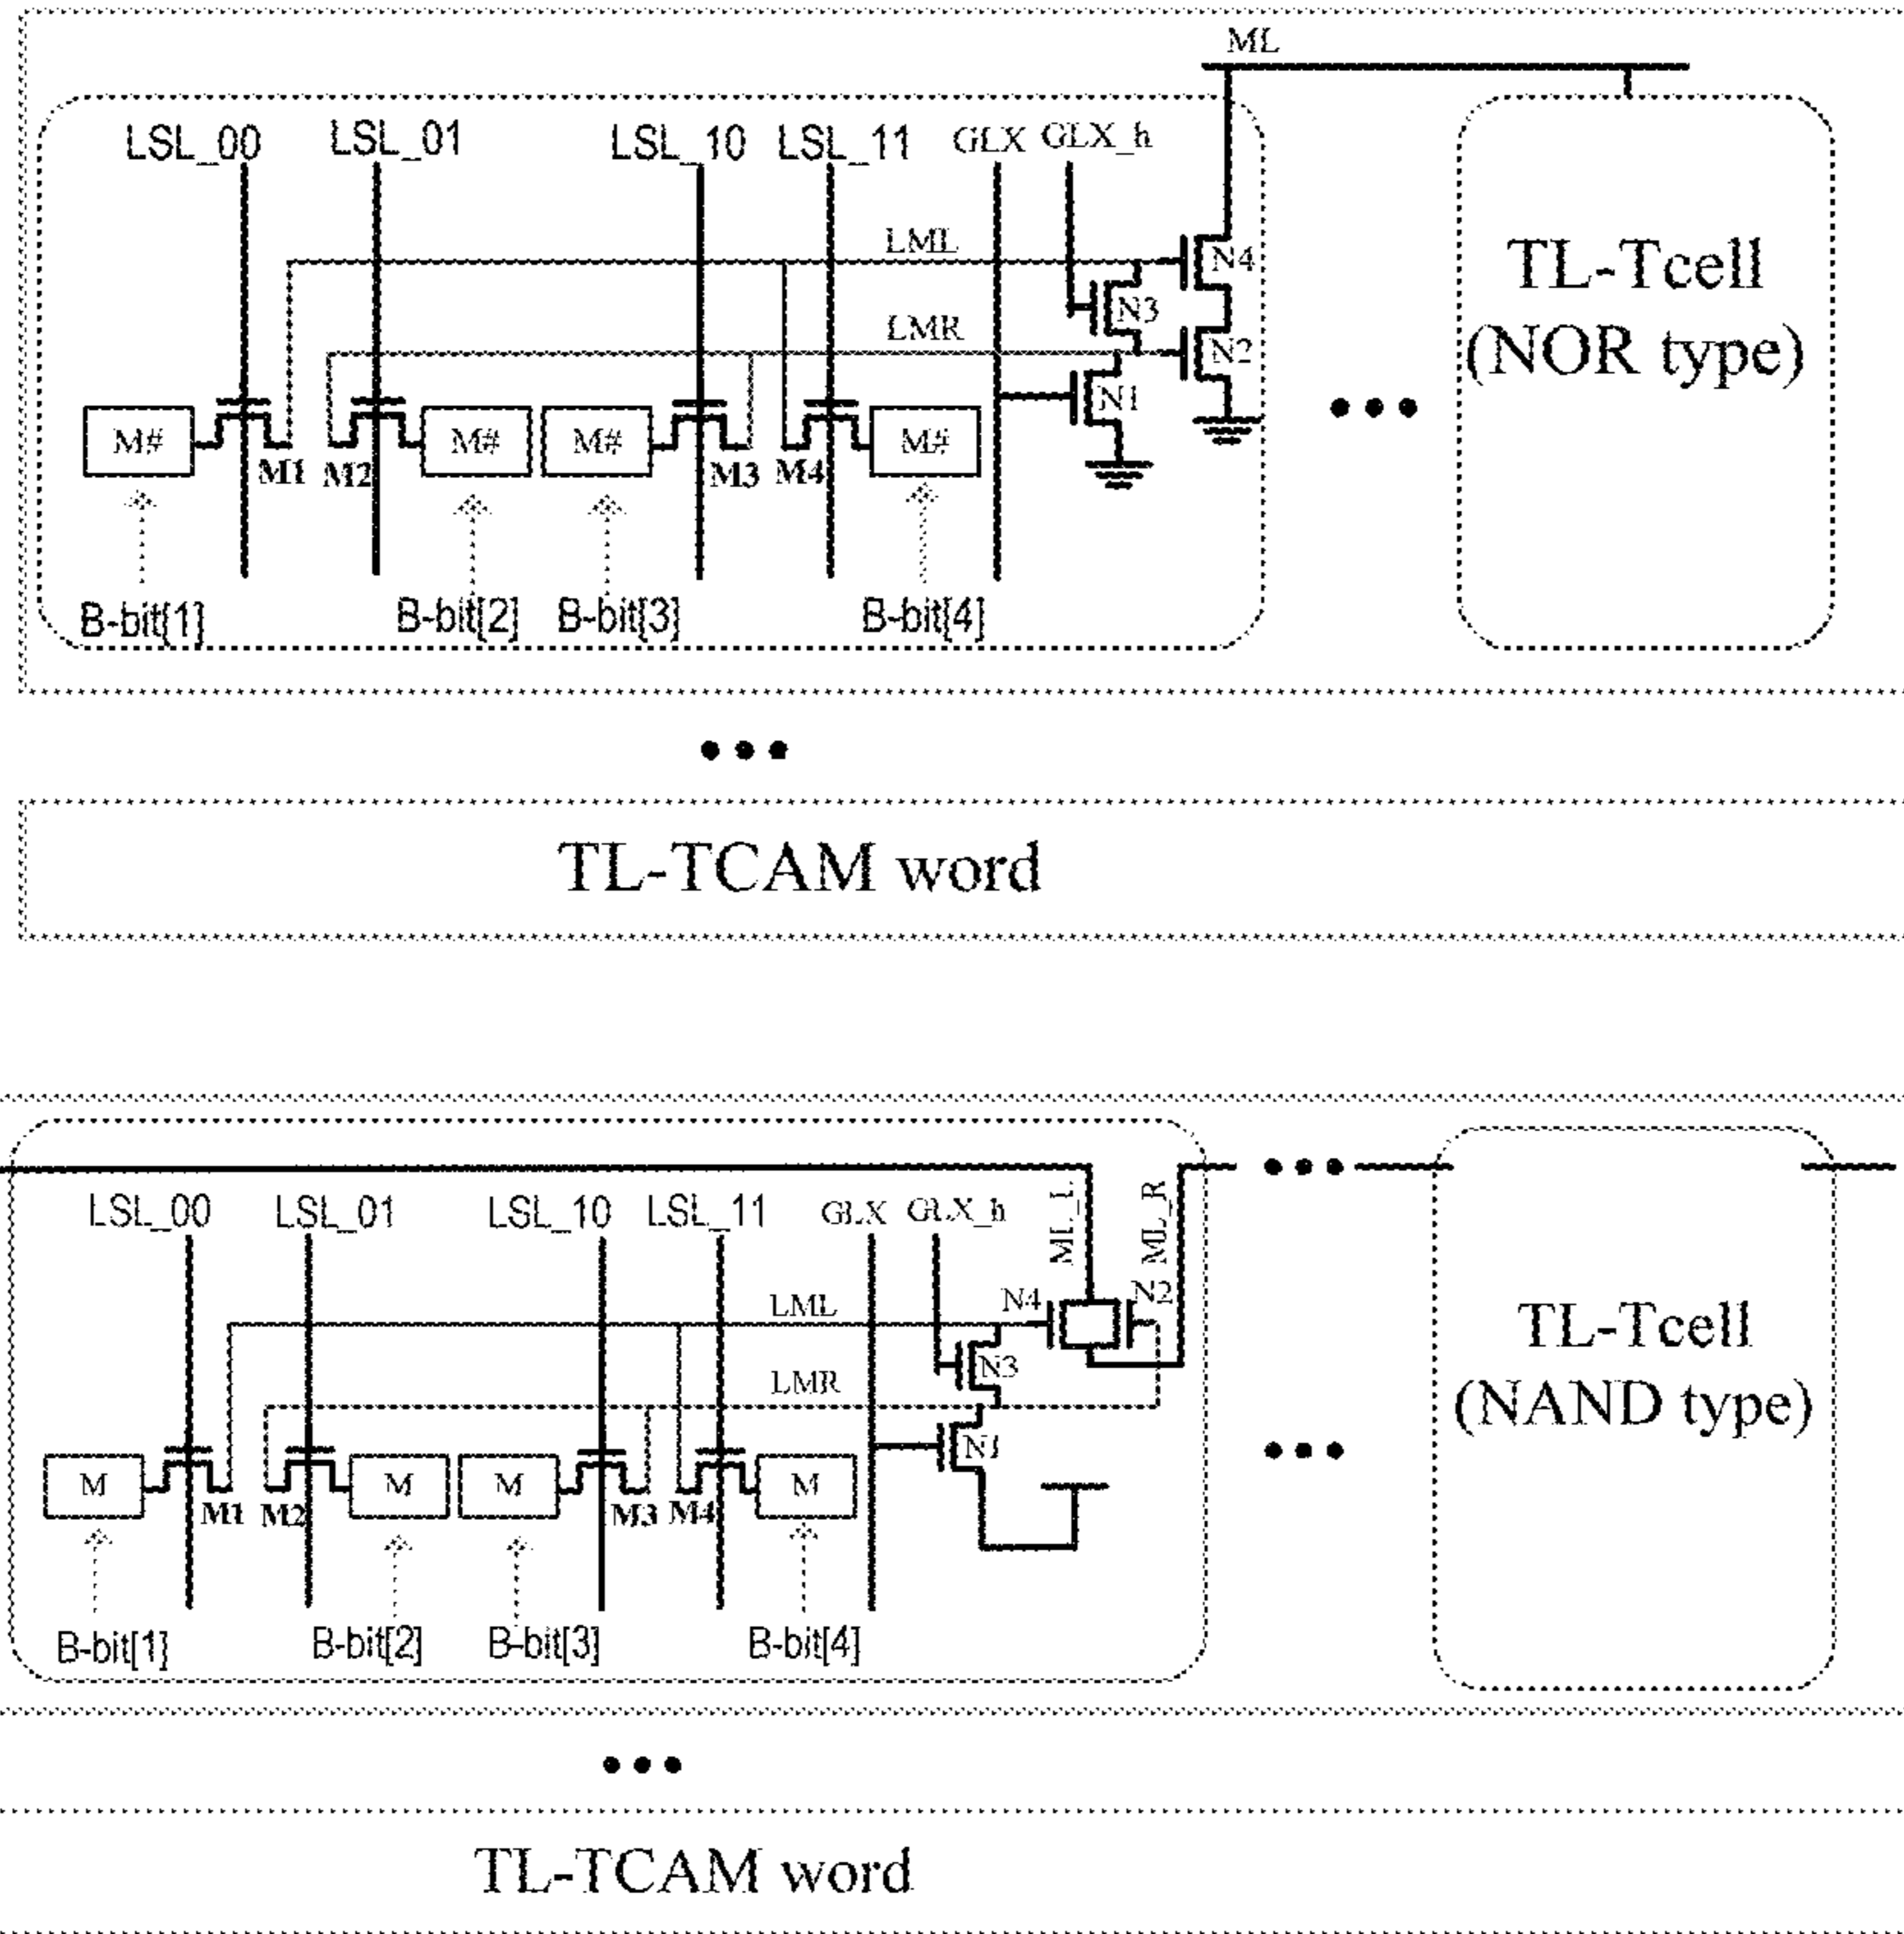 ML
LSL_00 LSL_01 LSL_10 LSL_11 GLX GLX_h
LML N4
N3
LMR N2
N1
M# M# M# M#
M1 M2 M3 M4
B-bit[1] B-bit[2] B-bit[3] B-bit[4]
TL-Tcell
(NOR type)
TL-TCAM word
LSL_00 LSL_01 LSL_10 LSL_11 GLX GLX_h ML_L ML_R
LML N4 N2
N3
LMR
N1
M M M M
M1 M2 M3 M4
B-bit[1] B-bit[2] B-bit[3] B-bit[4]
TL-Tcell
(NAND type)
TL-TCAM word